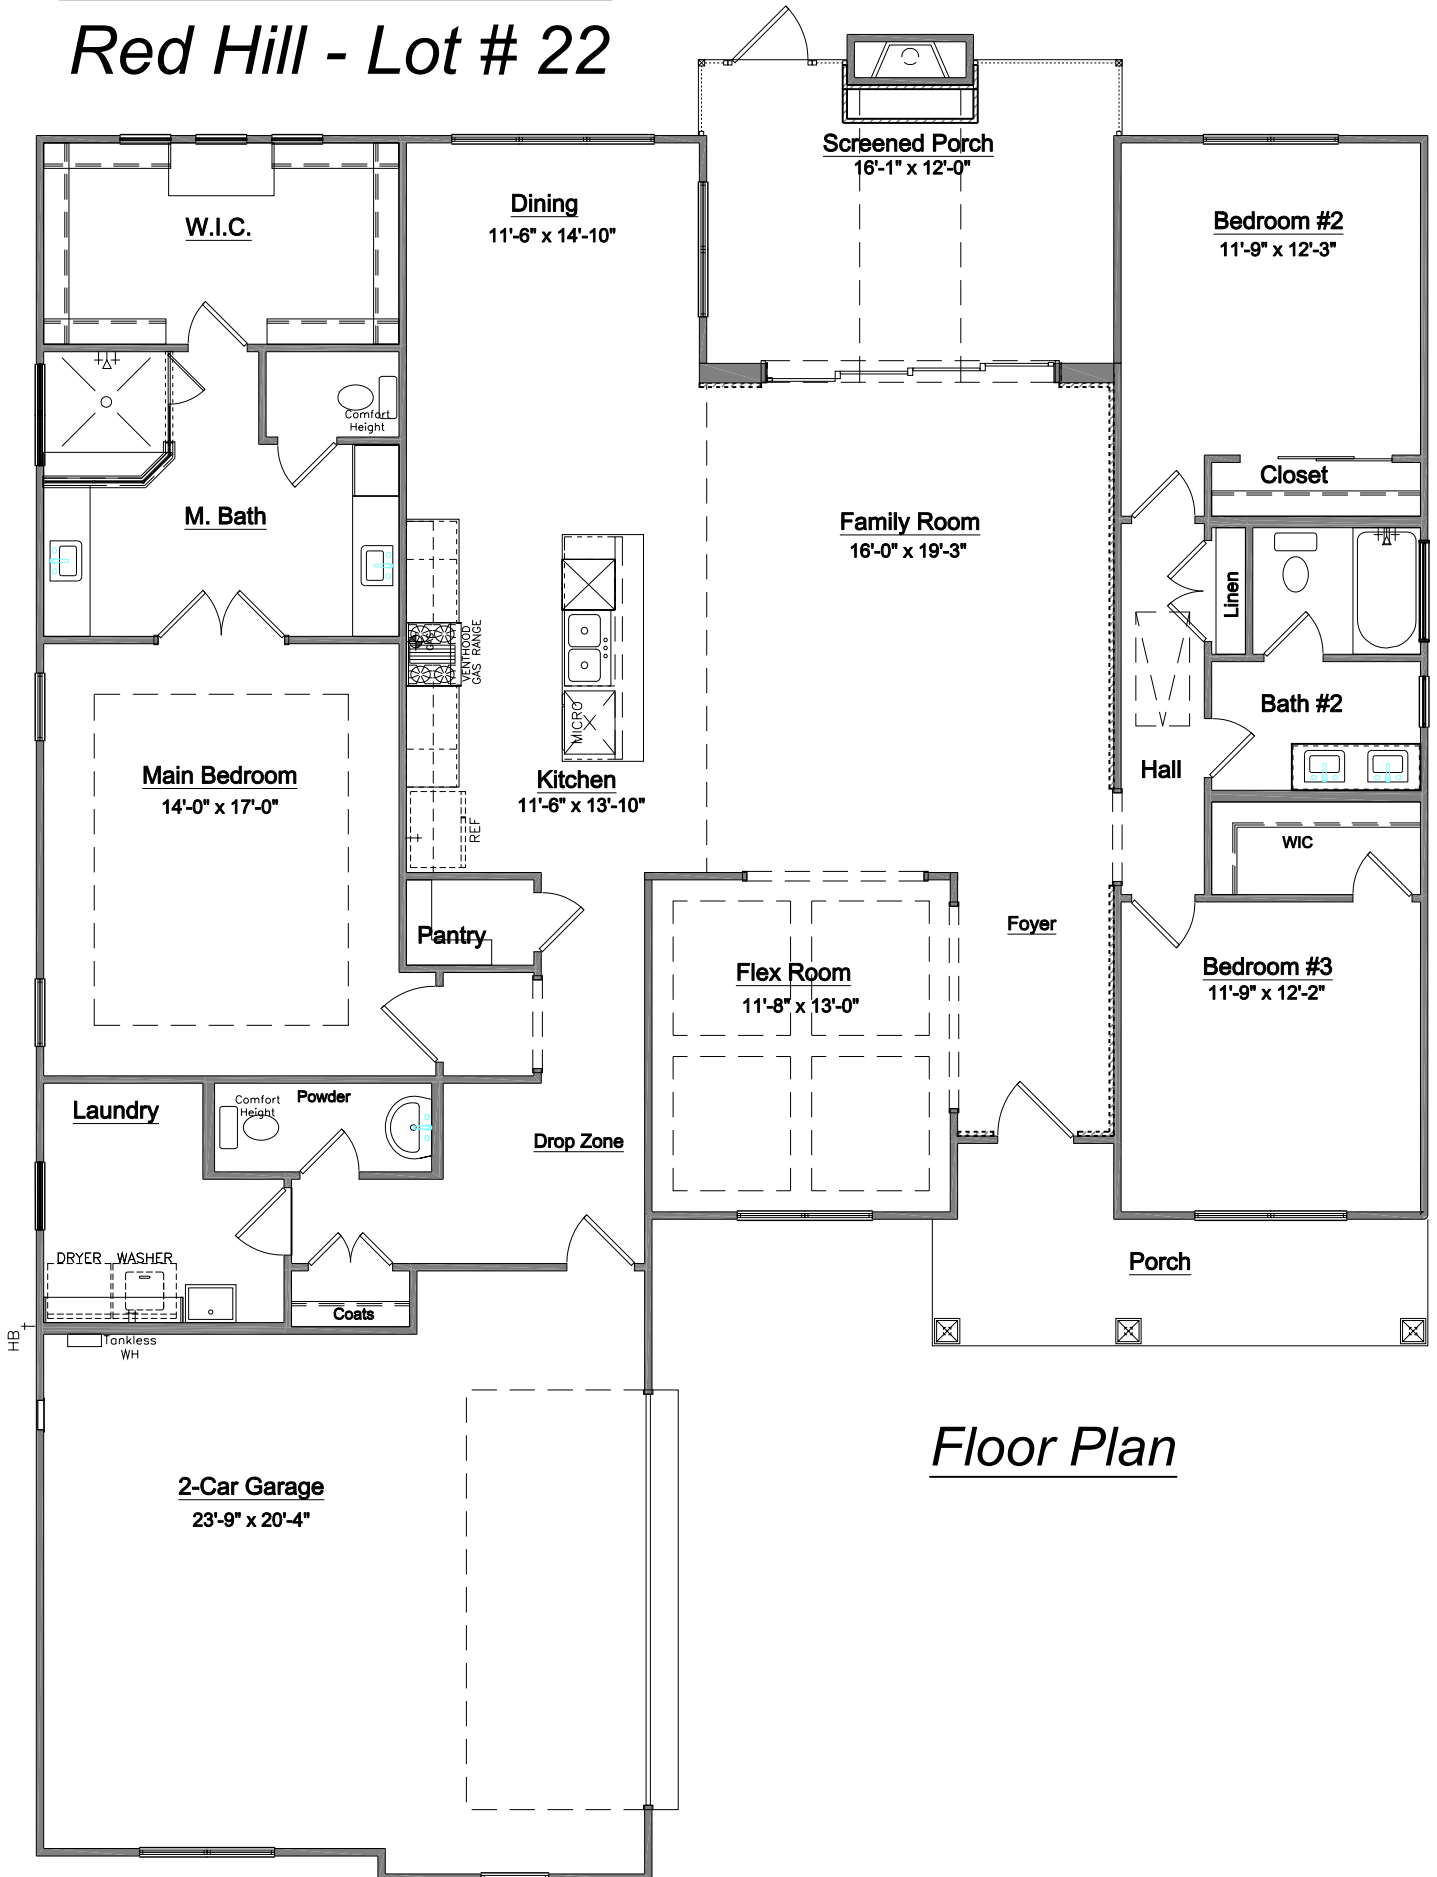 Red Hill - Lot # 22
Screened Porch
16'-1" x 12'-0"
Dining
11'-6" x 14'-10"
W.I.C.
Bedroom #2
11'-9" x 12'-3"
Comfort
Height
Closet
M. Bath
Family Room
16'-0" x 19'-3"
Linen
GAS
VENTHOOD
GAS RANGE
MICRO
Bath #2
Hall
Main Bedroom
14'-0" x 17'-0"
Kitchen
11'-6" x 13'-10"
REF
WIC
Pantry
Foyer
Flex Room
11'-8" x 13'-0"
Bedroom #3
11'-9" x 12'-2"
Laundry
Comfort
Height
Powder
Drop Zone
DRYER
WASHER
Porch
Coats
HB
Tankless
WH
Floor Plan
2-Car Garage
23'-9" x 20'-4"